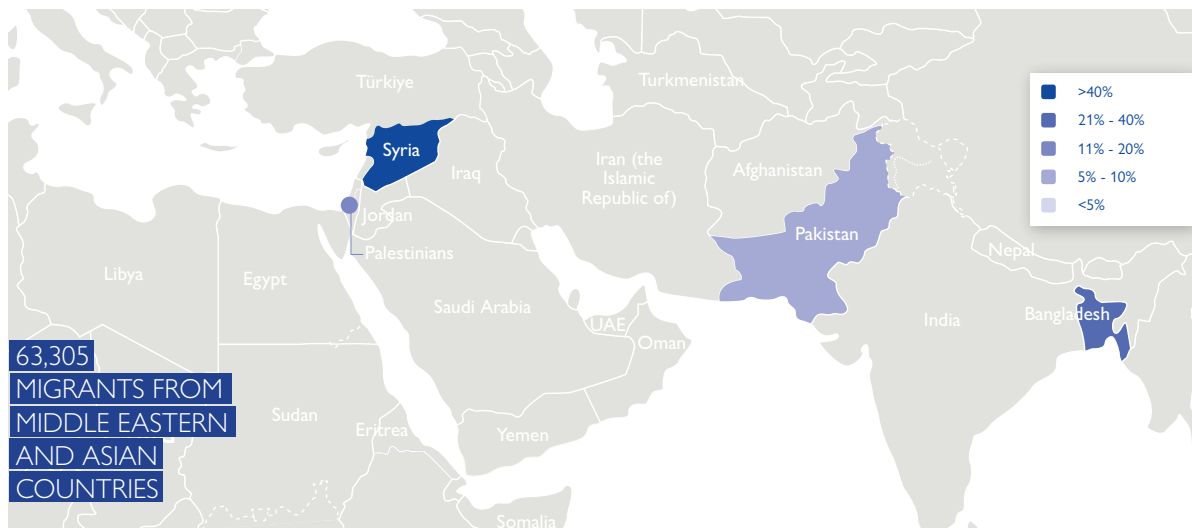 Türkiye
Turkmenistan
>40%
21% - 40%
11% - 20%
5% - 10%
<5%
Syria
Iraq
Iran (the
Islamic
Republic of)
Afghanistan
Jordan
Palestinians
Pakistan
Nepal
Libya
Egypt
Saudi Arabia
UAE
Oman
India
Bangladesh
63,305
MIGRANTS FROM
MIDDLE EASTERN
AND ASIAN
COUNTRIES
Sudan
Eritrea
Yemen
Somalia